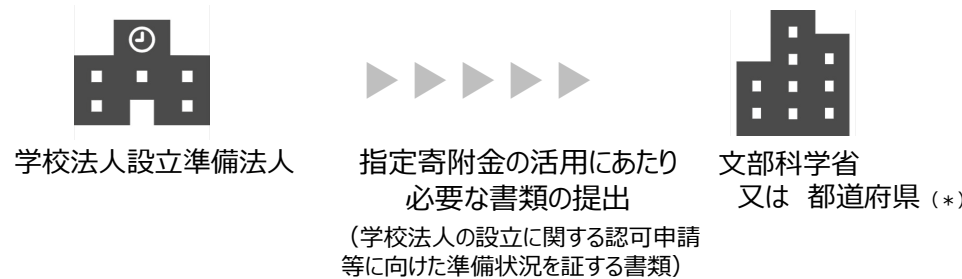 学校法人設立準備法人
指定寄附金の活用にあたり
必要な書類の提出
（学校法人の設立に関する認可申請
等に向けた準備状況を証する書類）
文部科学省
又は 都道府県（*）